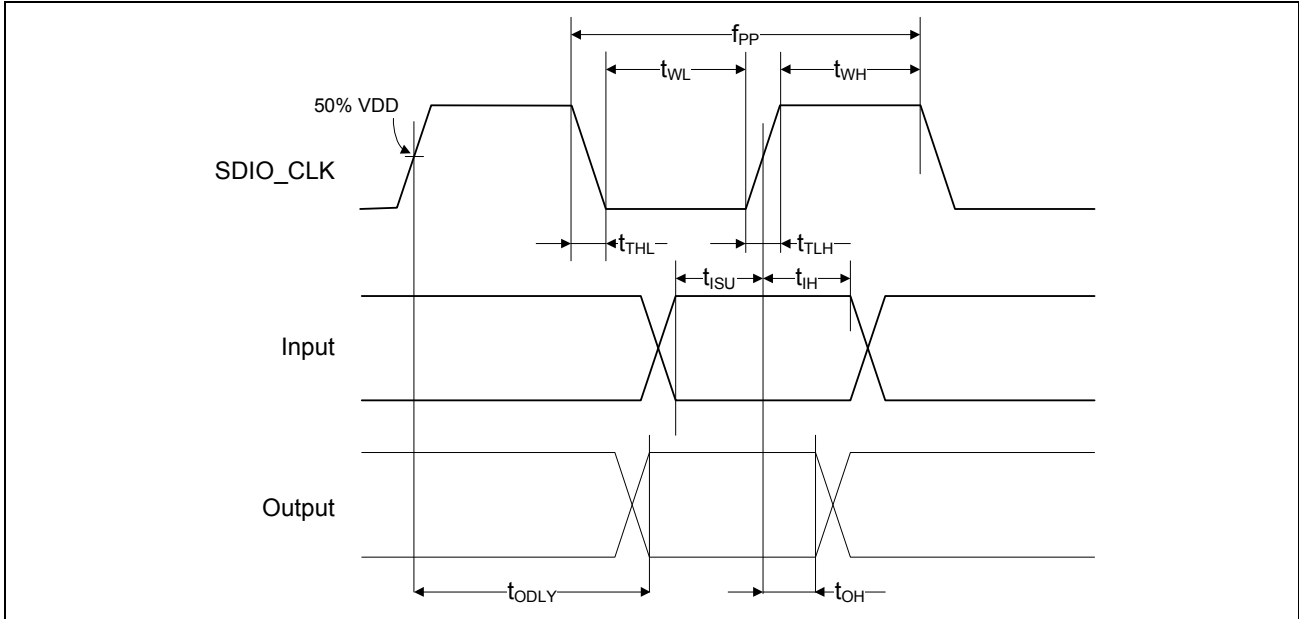 fPP
tWL
tWH
50% VDD
SDIO_CLK
tTHL
tTLH
tISU
tIH
Input
Output
tODLY
tOH